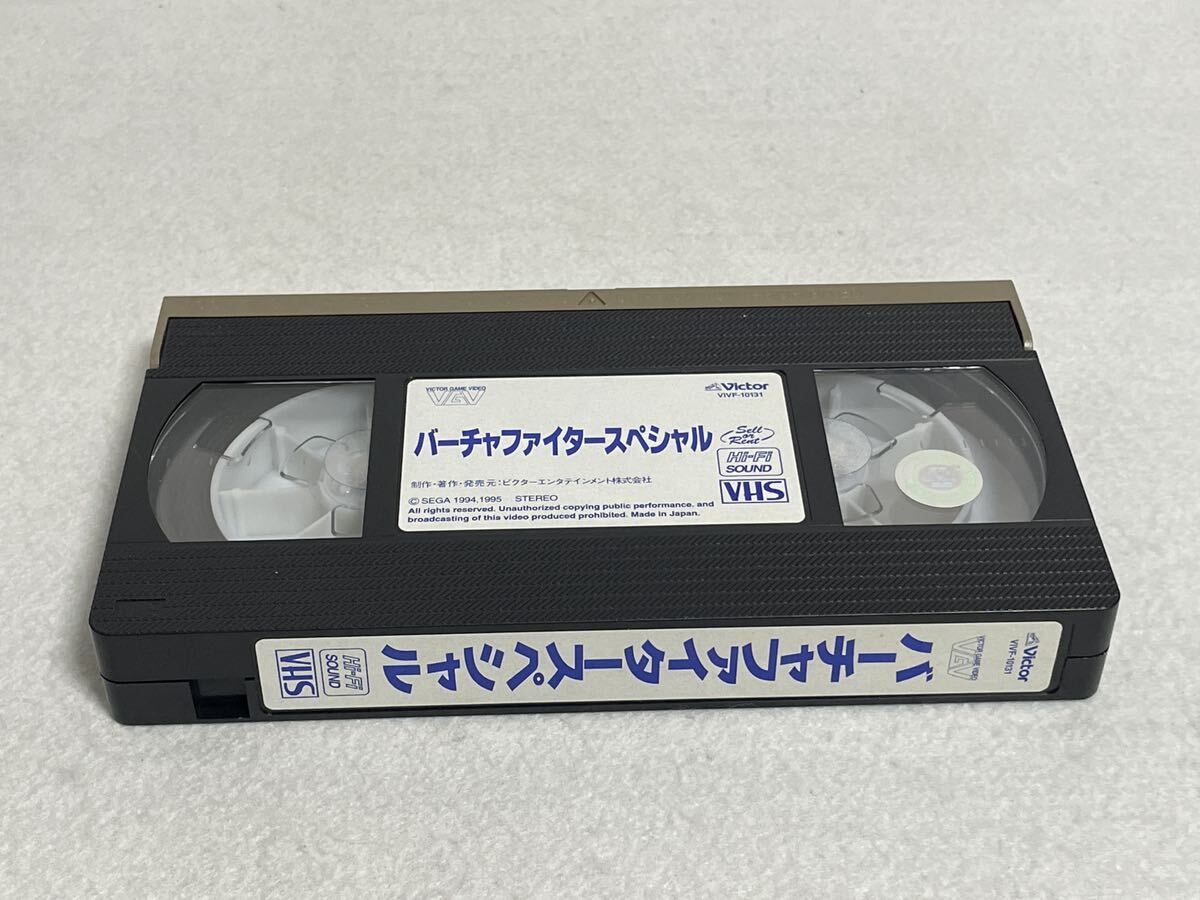 VICTOR GAME VIDEO
VGV
Victor
VIVF-10131
バーチャファイタースペシャル
Sell or Rent
Hi-Fi
SOUND
VHS
制作・著作・発売元:ビクターエンタテインメント株式会社
© SEGA 1994,1995 STEREO
All rights reserved. Unauthorized copying public performance, and
broadcasting of this video produced prohibited. Made in Japan.
Victor
VIVF-10131
VICTOR GAME VIDEO
VGV
バーチャファイタースペシャル
Hi-Fi
SOUND
VHS